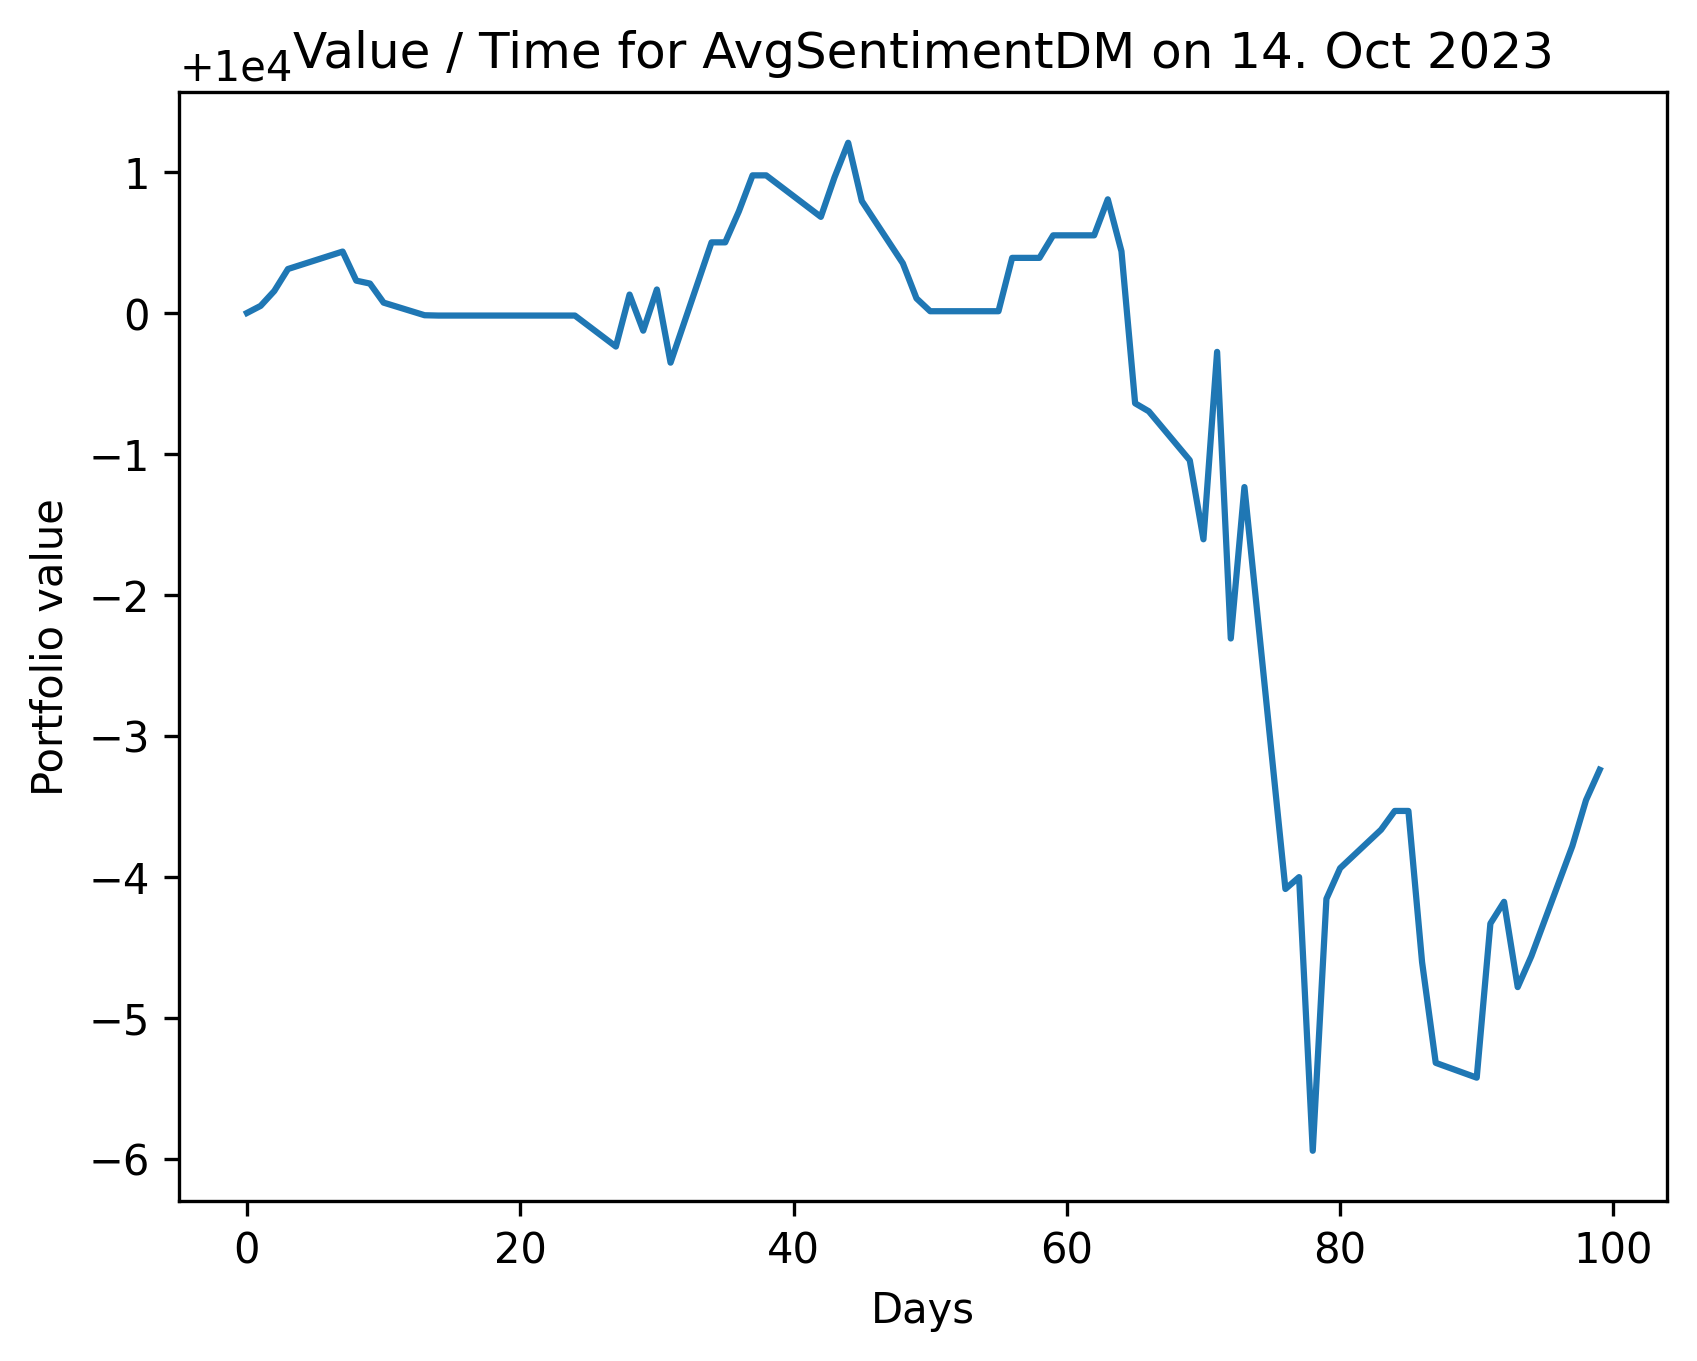 Value / Time for AvgSentimentDM on 14. Oct 2023
+1e4
1
0
−1
−2
−3
−4
−5
−6
Portfolio value
0 20 40 60 80 100
Days